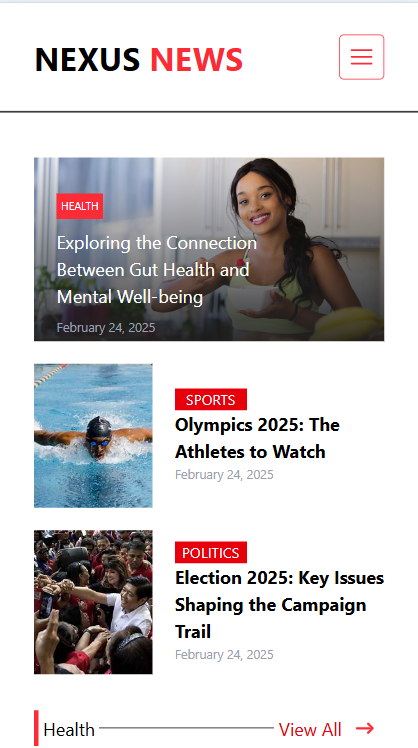 NEXUS NEWS
HEALTH
Exploring the Connection
Between Gut Health and
Mental Well-being
February 24, 2025
SPORTS
Olympics 2025: The
Athletes to Watch
February 24, 2025
POLITICS
Election 2025: Key Issues
Shaping the Campaign
Trail
February 24, 2025
Health
View All